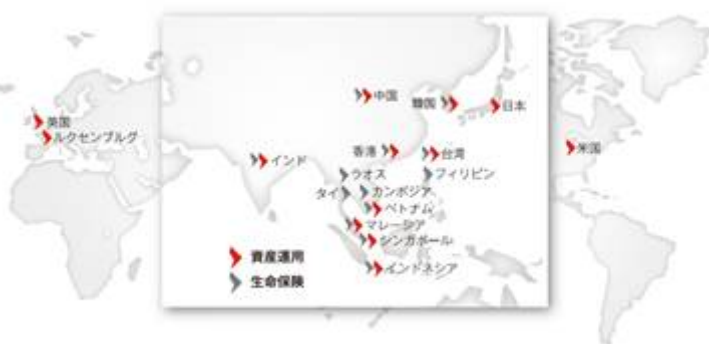 中国
韓国
日本
英国
ルクセンブルグ
香港
台湾
米国
インド
ラオス
フィリピン
タイ
カンボジア
ベトナム
マレーシア
シンガポール
資産運用
インドネシア
生命保険